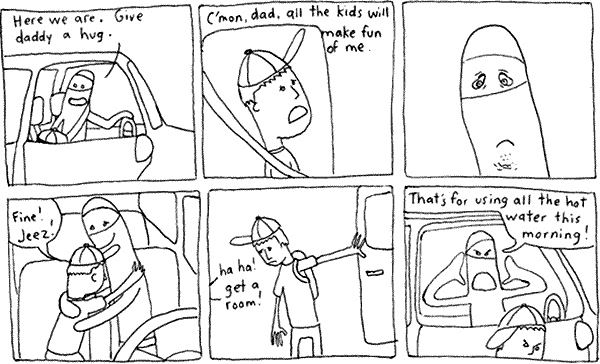 Here we are. Give
daddy a hug.
C'mon, dad, all the kids will
make fun
of me.
Fine!
Jeez!
ha ha!
get a
room!
That's for using all the hot
water this
morning!